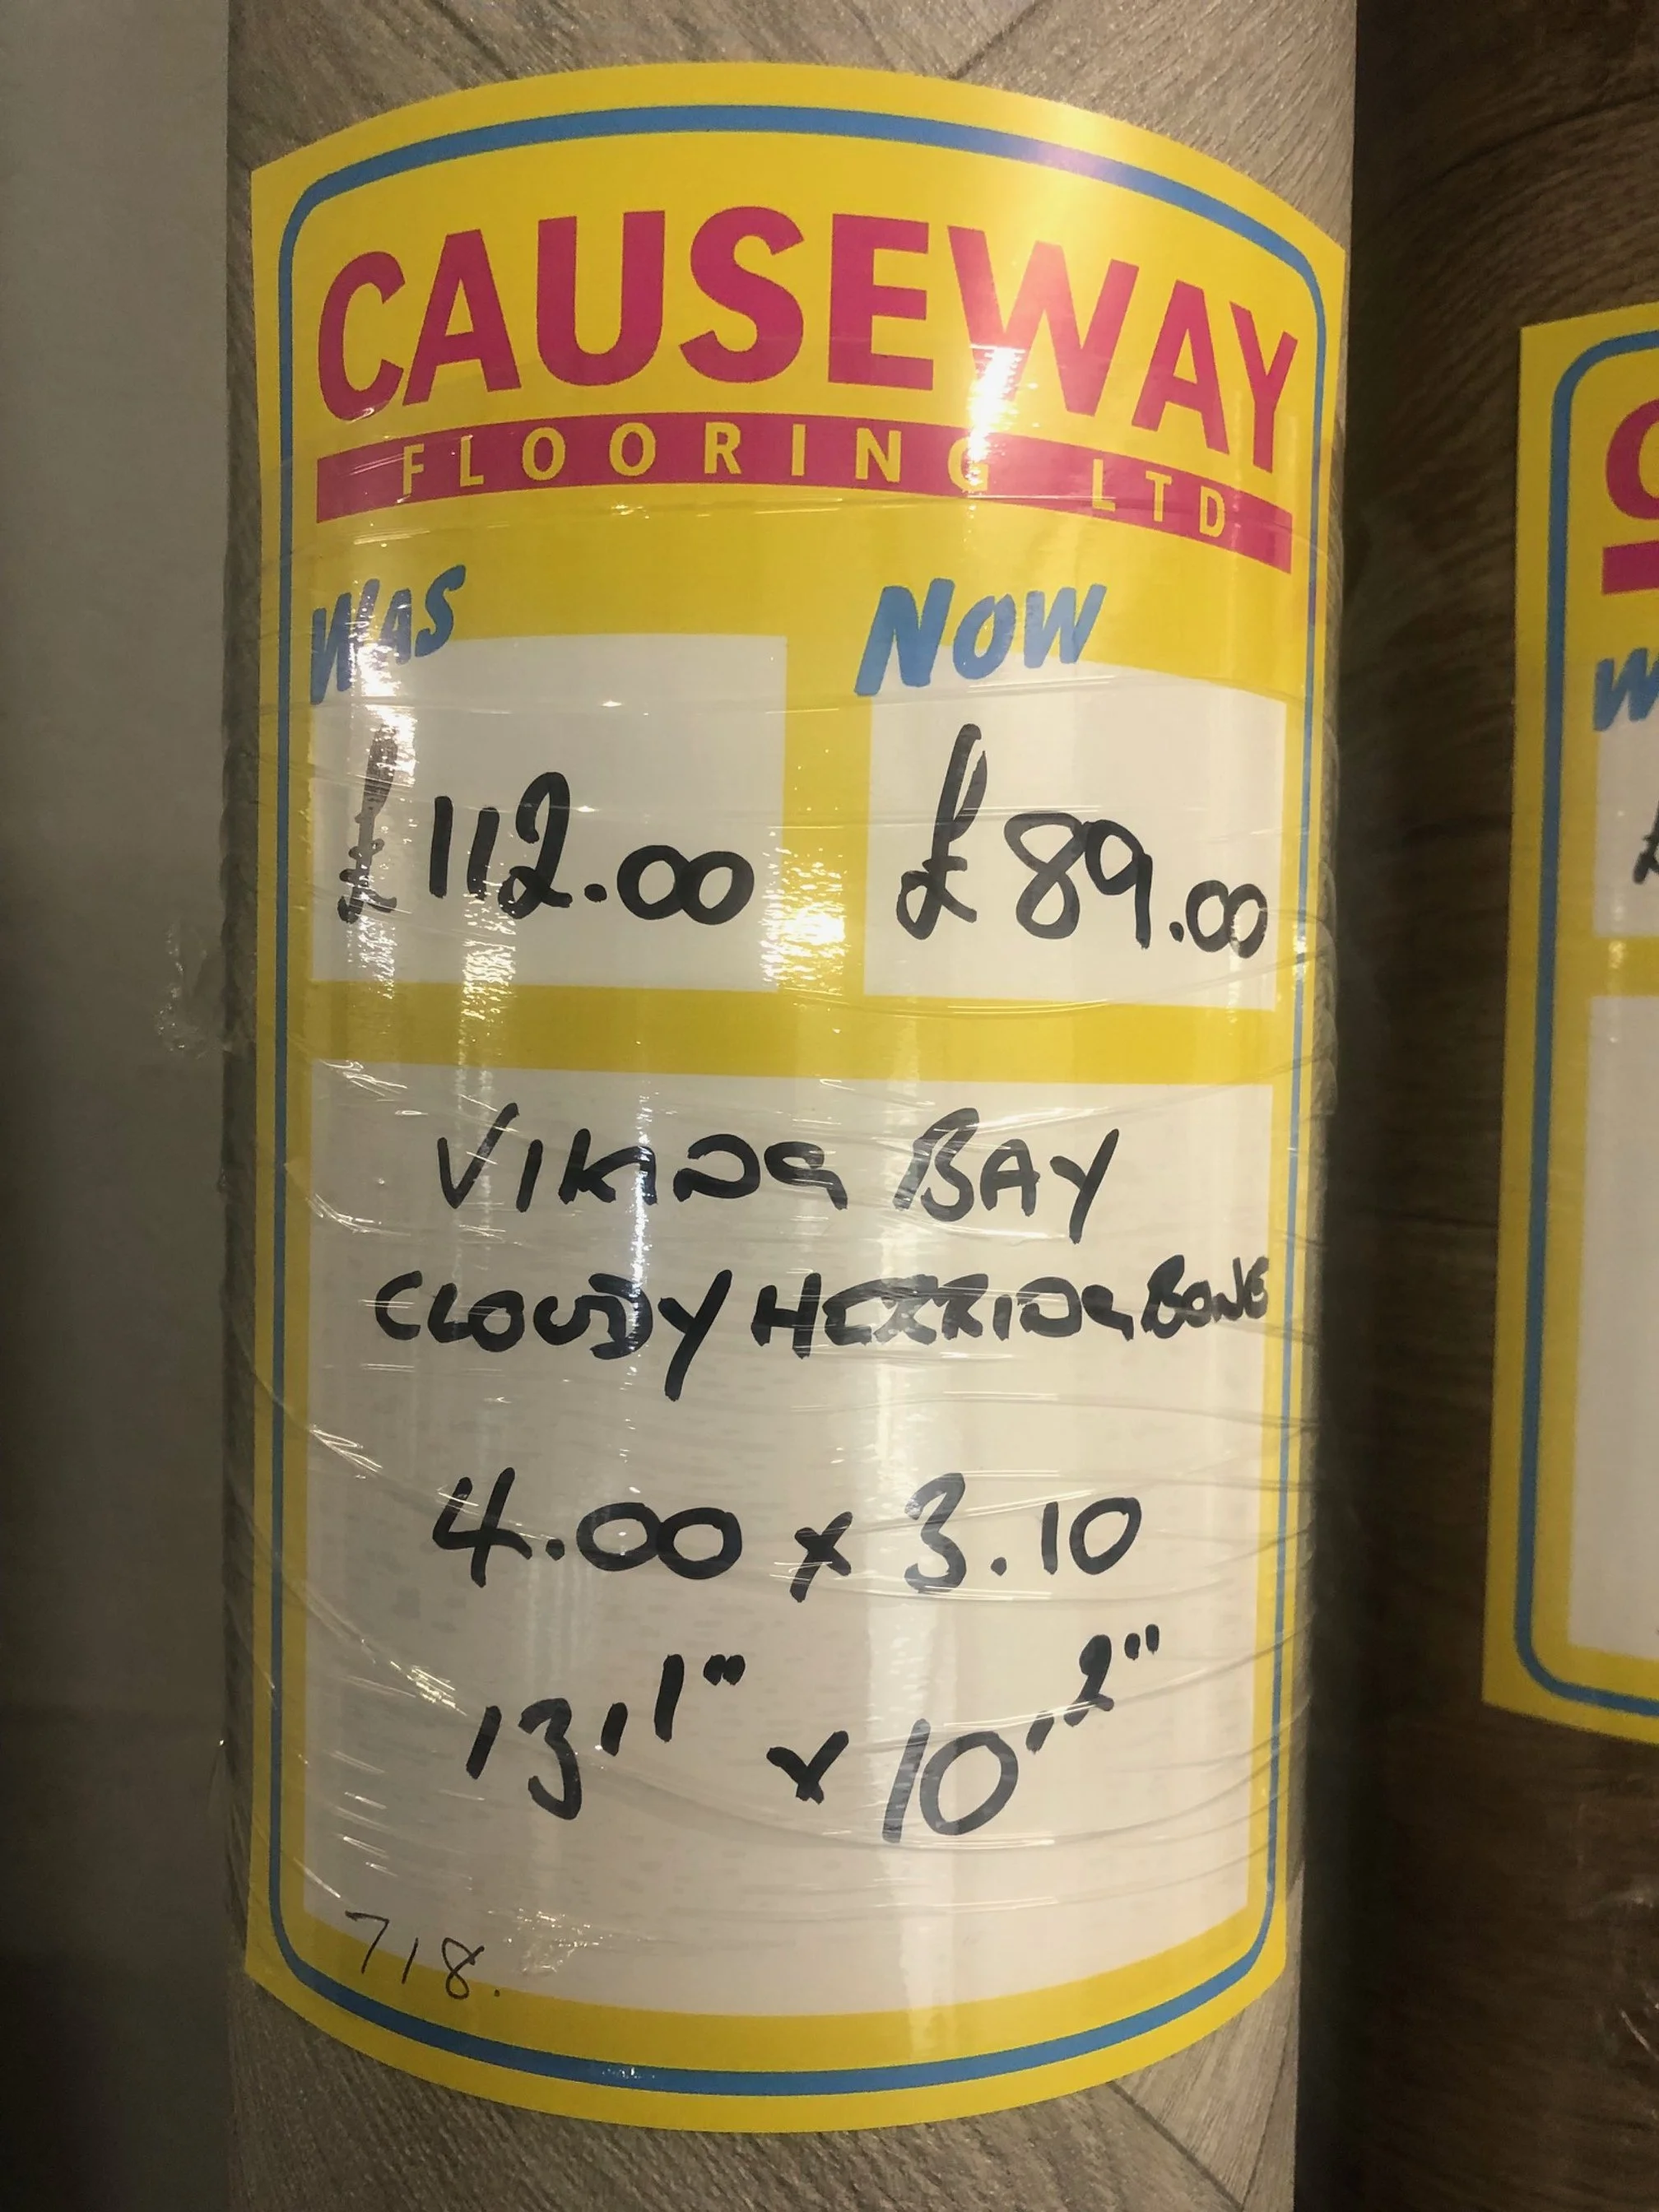 CAUSEWAY
FLOORING LTD
WAS NOW
£112.00 £89.00
VIKING BAY
CLOUDY HERRINGBONE
4.00 x 3.10
13'1" x 10'2"
718.